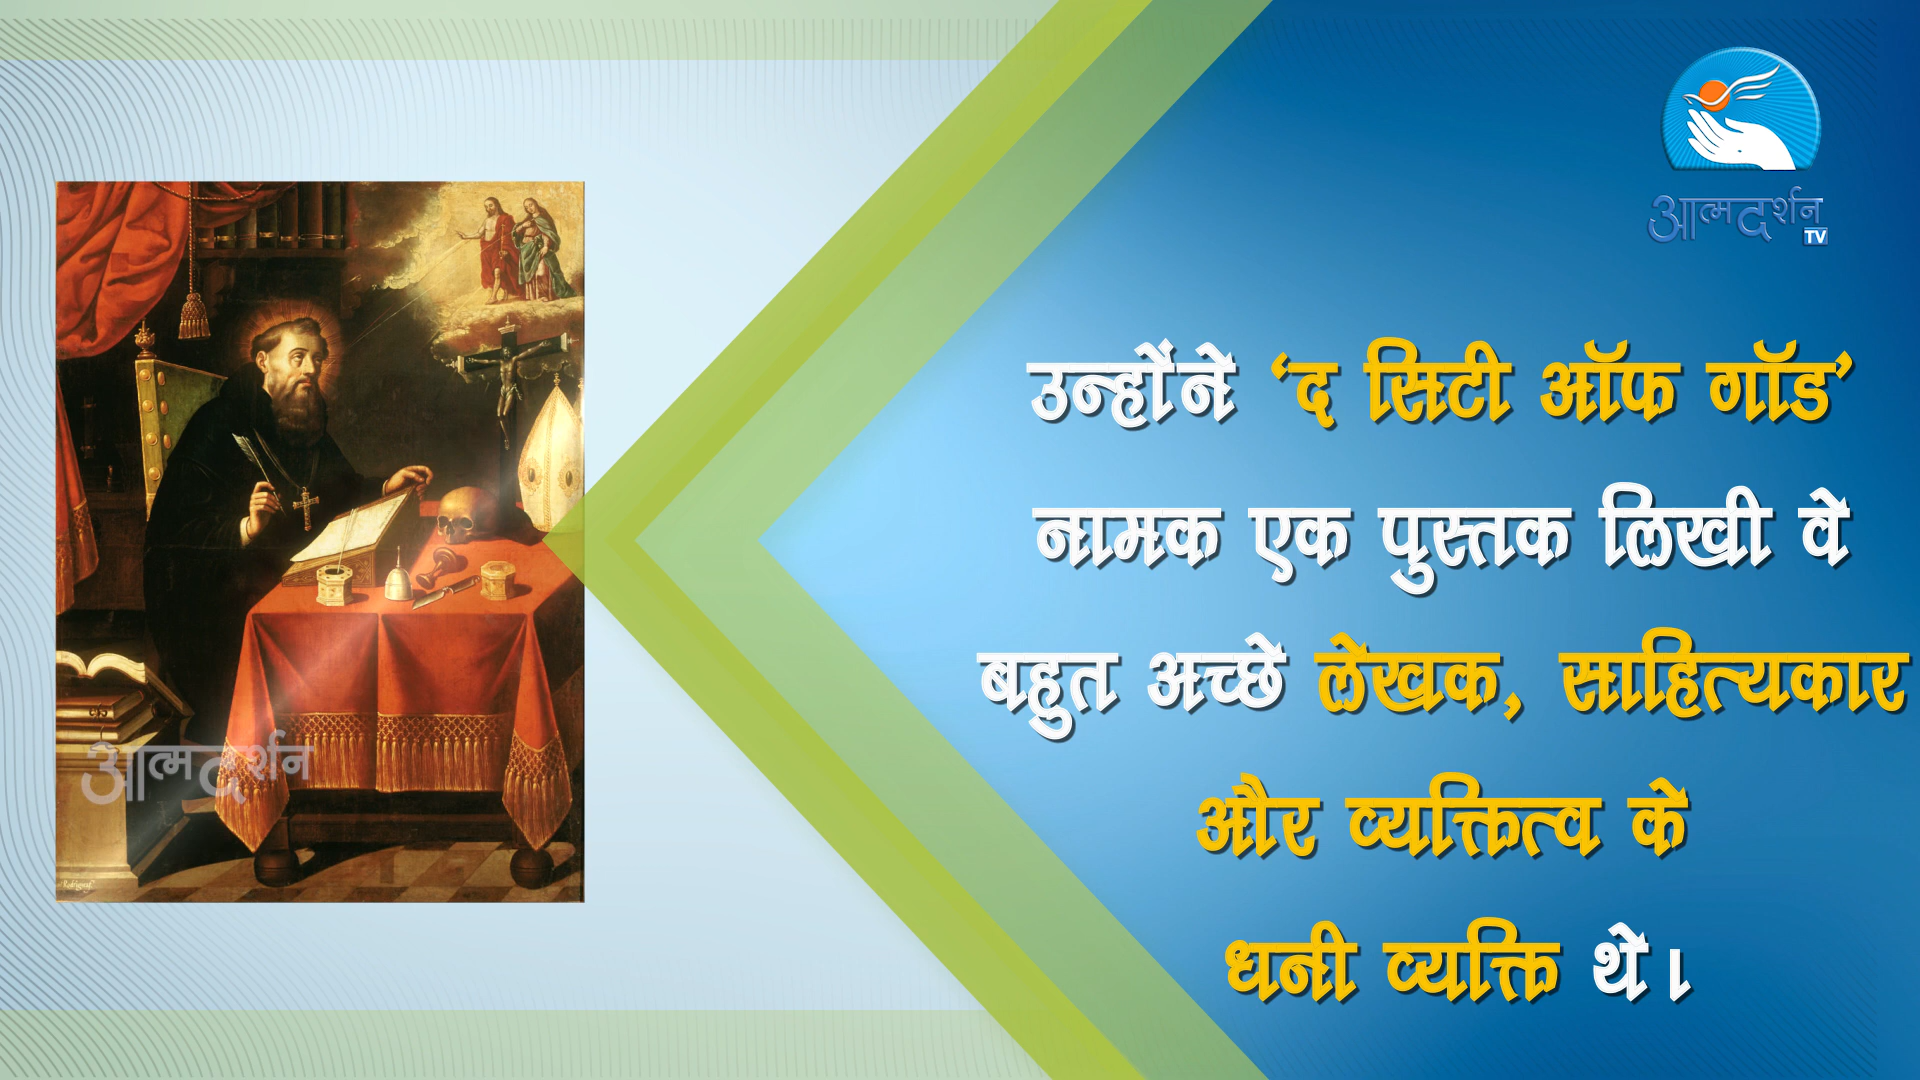 आत्मदर्शन
TV
उन्होंने ‘द सिटी ऑफ गॉड’
नामक एक पुस्तक लिखी वे
बहुत अच्छे लेखक, साहित्यकार
और व्यक्तित्व के
धनी व्यक्ति थे।
आत्मदर्शन